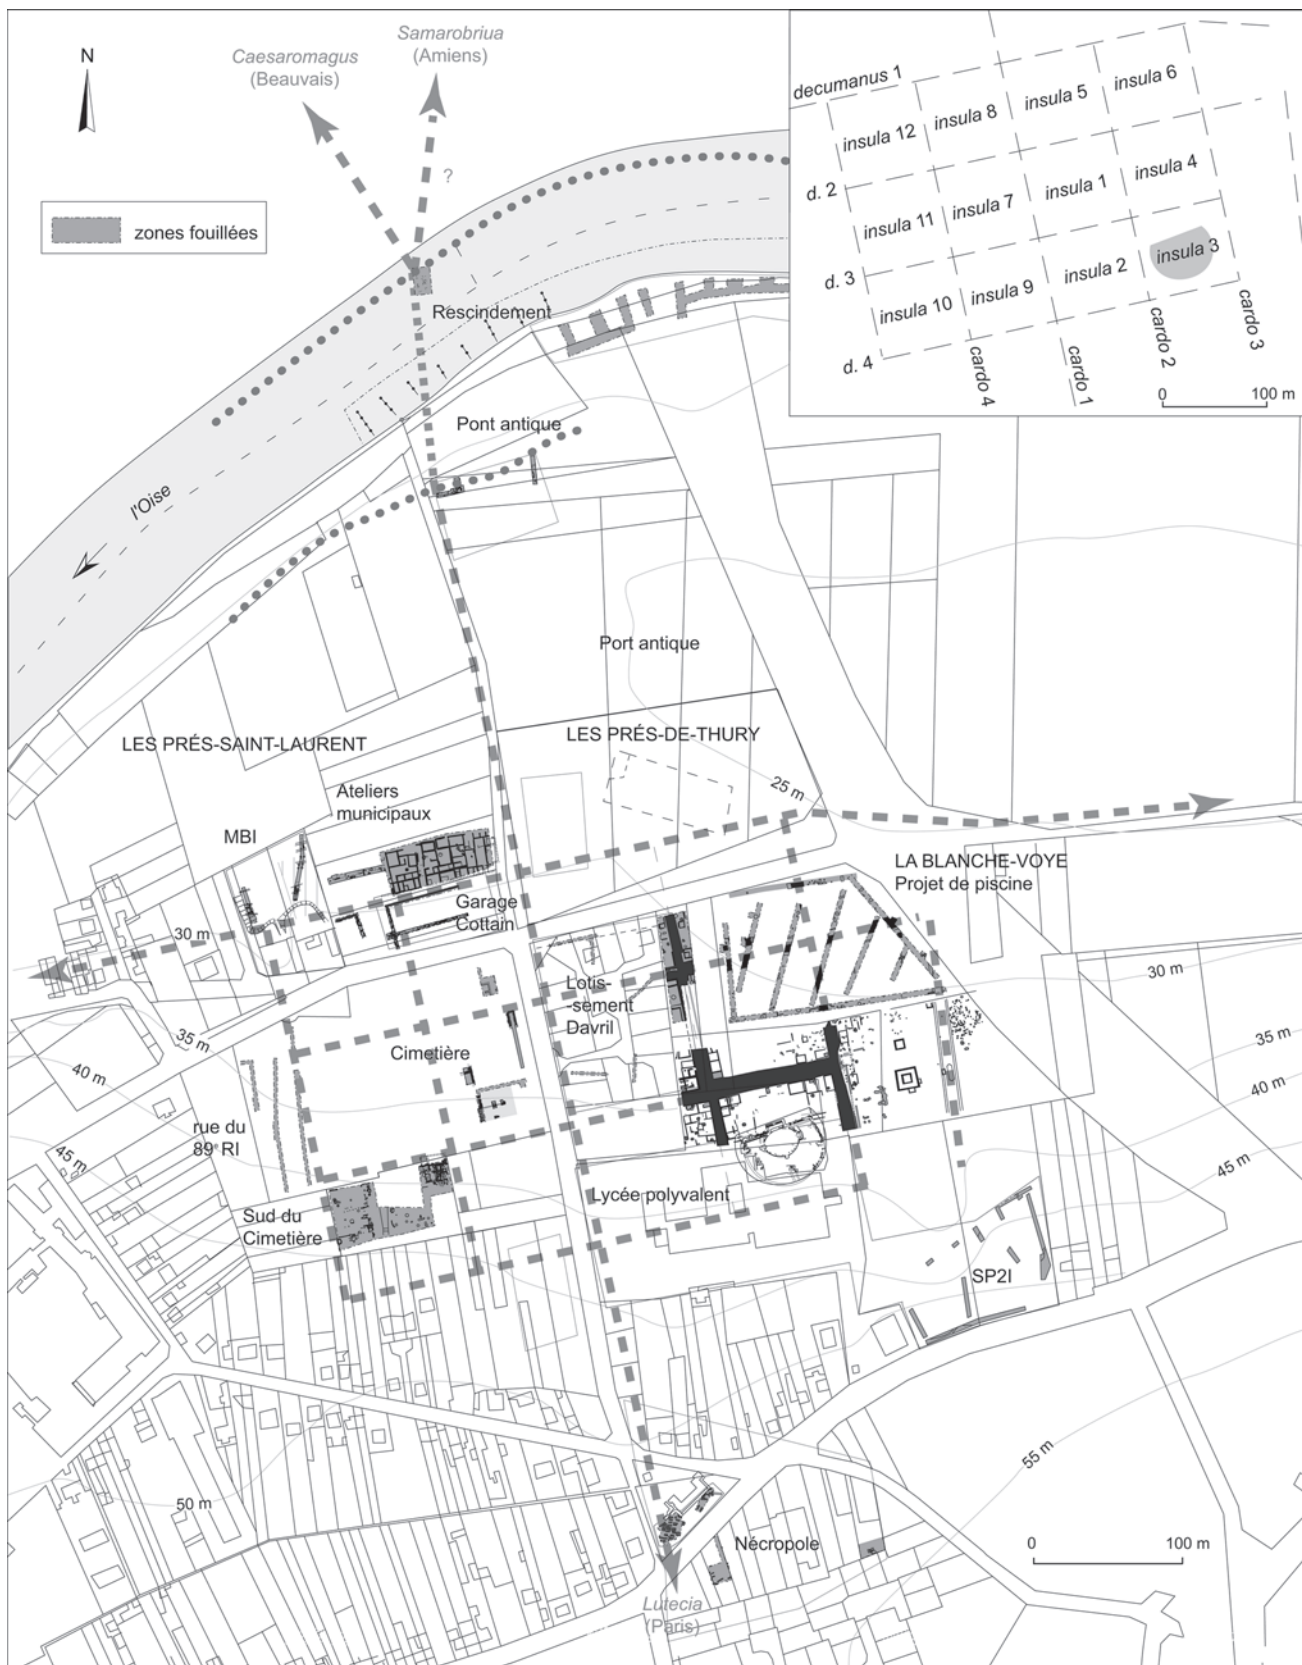 N
Caesaromagus
(Beauvais)
Samarobriua
(Amiens)
?
zones fouillées
decumanus 1
insula 12
insula 8
insula 5
insula 6
d. 2
insula 11
insula 7
insula 1
insula 4
d. 3
insula 10
insula 9
insula 2
insula 3
d. 4
cardo 4
cardo 1
cardo 2
cardo 3
0
100 m
Rescindement
Pont antique
l'Oise
Port antique
LES PRÉS-SAINT-LAURENT
LES PRÉS-DE-THURY
25 m
Ateliers
municipaux
MBI
LA BLANCHE-VOYE
Projet de piscine
Garage
Cottain
30 m
30 m
Lotis-
-sement
Davril
35 m
35 m
Cimetière
40 m
40 m
rue du
89e RI
45 m
45 m
Lycée polyvalent
Sud du
Cimetière
SP2I
55 m
50 m
Nécropole
0
100 m
Lutecia
(Paris)